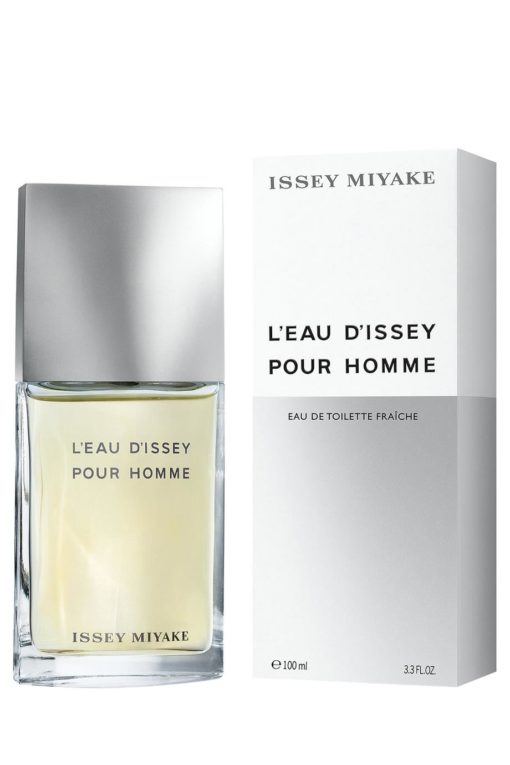 L'EAU D'ISSEY
POUR HOMME
ISSEY MIYAKE
ISSEY MIYAKE
L'EAU D'ISSEY
POUR HOMME
EAU DE TOILETTE FRAÎCHE
℮ 100 ml
3.3 FL.OZ.